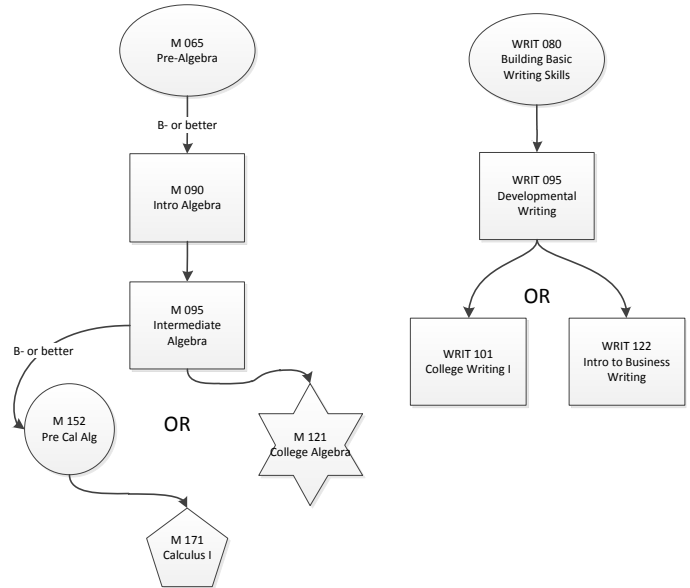 M 065
Pre-Algebra
B- or better
M 090
Intro Algebra
M 095
Intermediate
Algebra
B- or better
M 152
Pre Cal Alg
OR
M 121
College Algebra
M 171
Calculus I
WRIT 080
Building Basic
Writing Skills
WRIT 095
Developmental
Writing
OR
WRIT 101
College Writing I
WRIT 122
Intro to Business
Writing